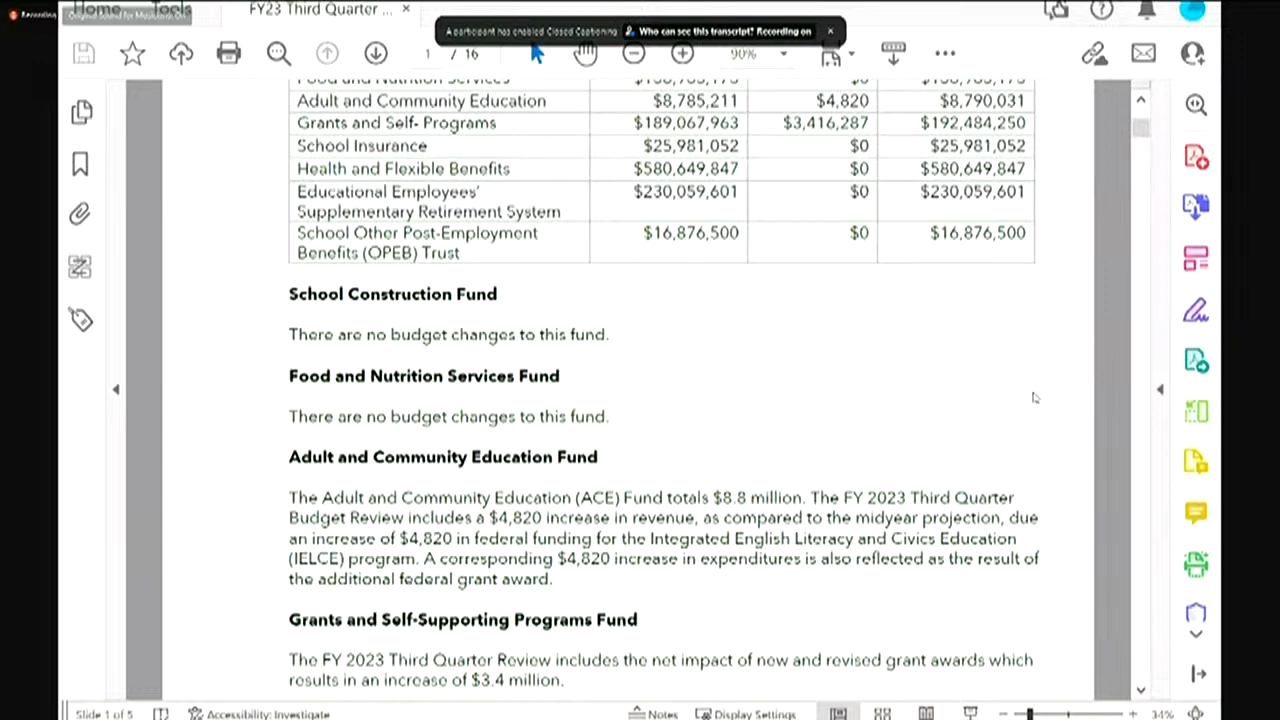 Recording
Home Tools FY23 Third Quarter ... ×
A participant has enabled Closed Captioning Who can see this transcript? Recording on ×
1 / 16 90%
Food and Nutrition Services
Adult and Community Education $8,785,211 $4,820 $8,790,031
Grants and Self- Programs $189,067,963 $3,416,287 $192,484,250
School Insurance $25,981,052 $0 $25,981,052
Health and Flexible Benefits $580,649,847 $0 $580,649,847
Educational Employees' $230,059,601 $0 $230,059,601
Supplementary Retirement System
School Other Post-Employment $16,876,500 $0 $16,876,500
Benefits (OPEB) Trust
School Construction Fund
There are no budget changes to this fund.
Food and Nutrition Services Fund
There are no budget changes to this fund.
Adult and Community Education Fund
The Adult and Community Education (ACE) Fund totals $8.8 million. The FY 2023 Third Quarter
Budget Review includes a $4,820 increase in revenue, as compared to the midyear projection, due
an increase of $4,820 in federal funding for the Integrated English Literacy and Civics Education
(IELCE) program. A corresponding $4,820 increase in expenditures is also reflected as the result of
the additional federal grant award.
Grants and Self-Supporting Programs Fund
The FY 2023 Third Quarter Review includes the net impact of new and revised grant awards which
results in an increase of $3.4 million.
Slide 1 of 5 Accessibility: Investigate Notes Display Settings 34%